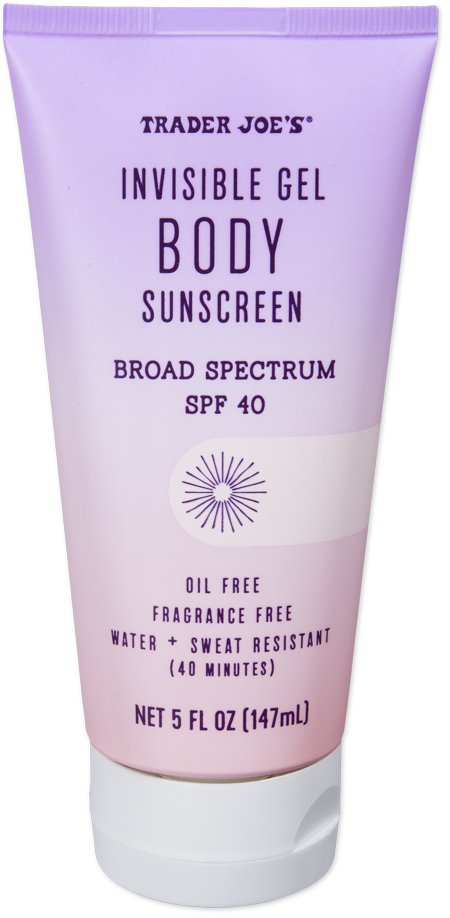 TRADER JOE'S®
INVISIBLE GEL
BODY
SUNSCREEN
BROAD SPECTRUM
SPF 40
OIL FREE
FRAGRANCE FREE
WATER + SWEAT RESISTANT
(40 MINUTES)
NET 5 FL OZ (147mL)